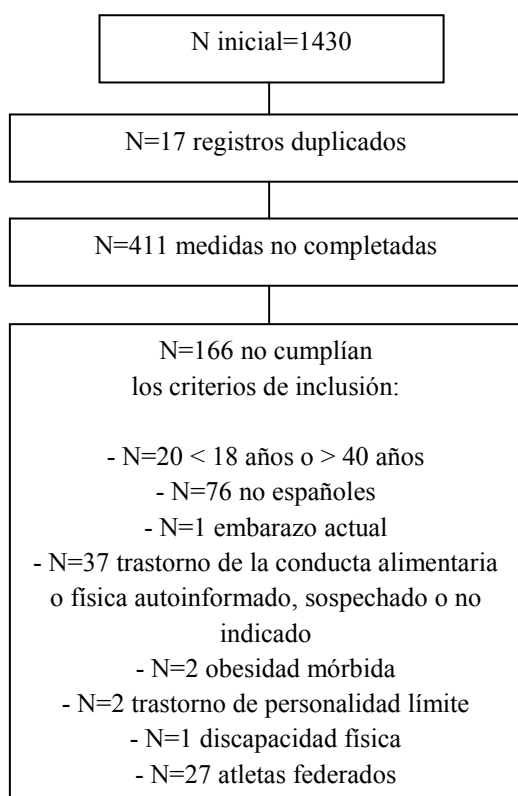 N inicial=1430
N=17 registros duplicados
N=411 medidas no completadas
N=166 no cumplían
los criterios de inclusión:
- N=20 < 18 años o > 40 años
- N=76 no españoles
- N=1 embarazo actual
- N=37 trastorno de la conducta alimentaria
o física autoinformado, sospechado o no
indicado
- N=2 obesidad mórbida
- N=2 trastorno de personalidad límite
- N=1 discapacidad física
- N=27 atletas federados